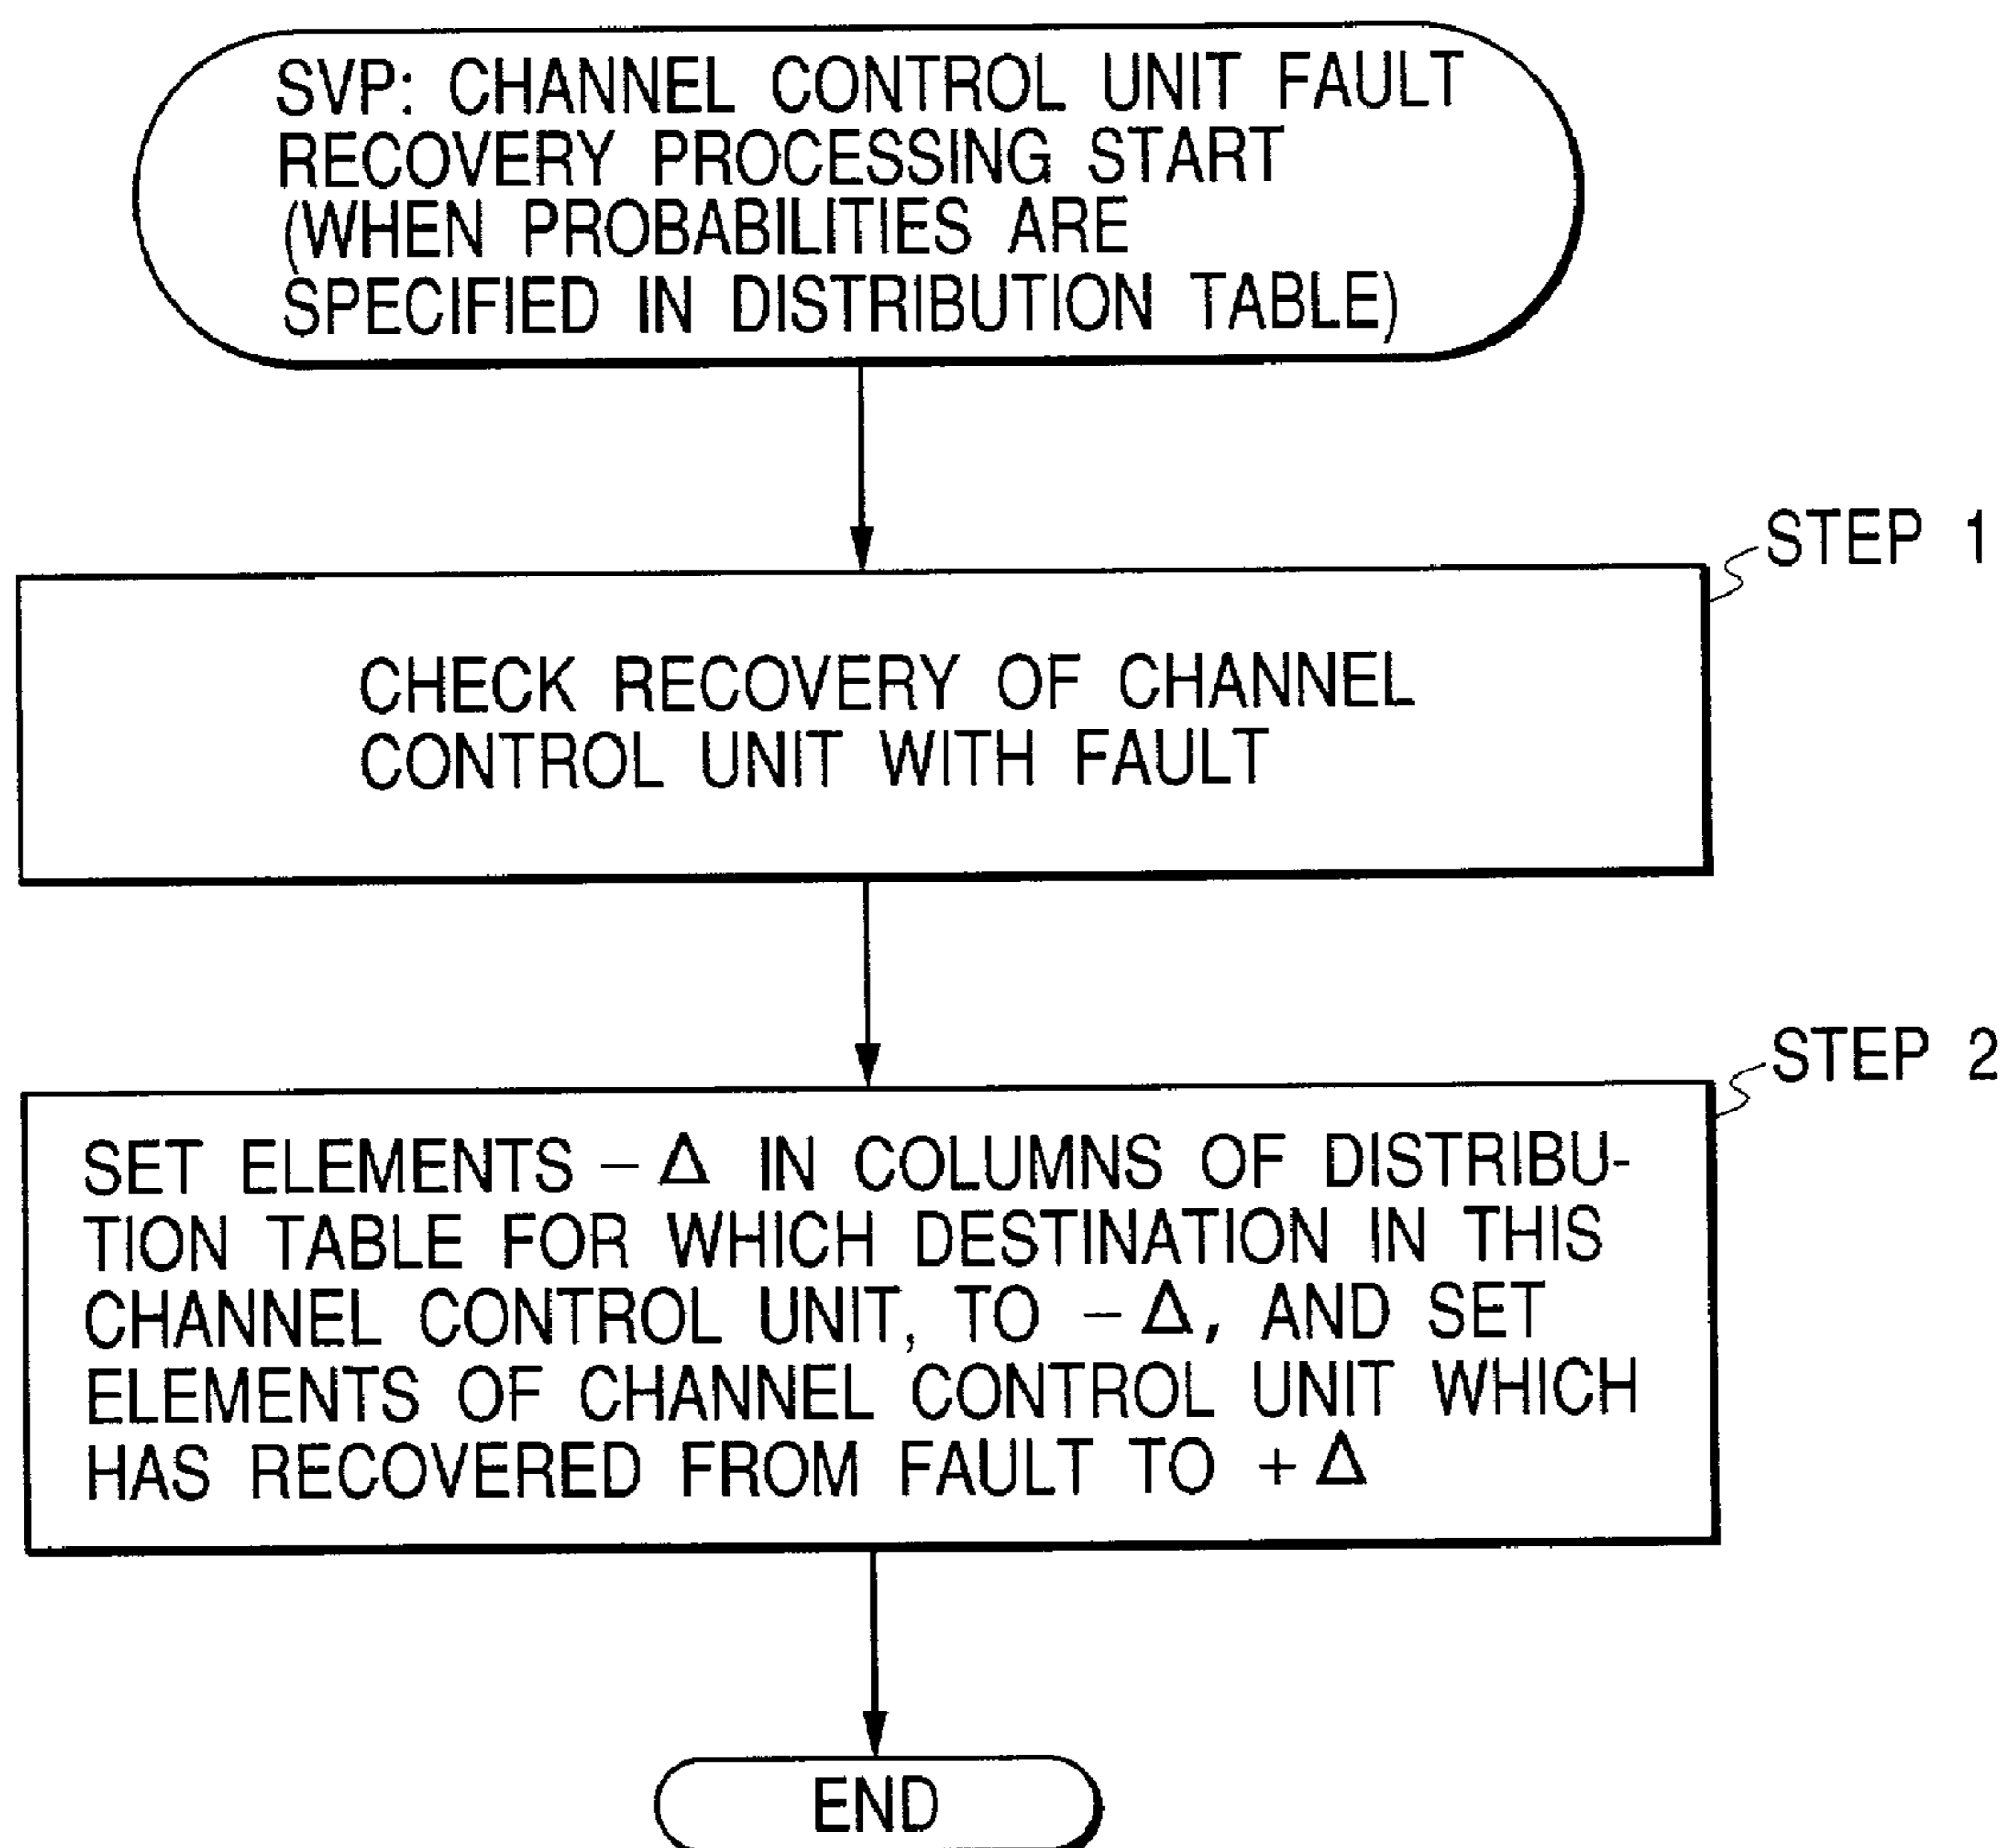 SVP: CHANNEL CONTROL UNIT FAULT
RECOVERY PROCESSING START
(WHEN PROBABILITIES ARE
SPECIFIED IN DISTRIBUTION TABLE)
STEP 1
CHECK RECOVERY OF CHANNEL
CONTROL UNIT WITH FAULT
STEP 2
SET ELEMENTS −Δ IN COLUMNS OF DISTRIBU-
TION TABLE FOR WHICH DESTINATION IN THIS
CHANNEL CONTROL UNIT, TO −Δ, AND SET
ELEMENTS OF CHANNEL CONTROL UNIT WHICH
HAS RECOVERED FROM FAULT TO +Δ
END